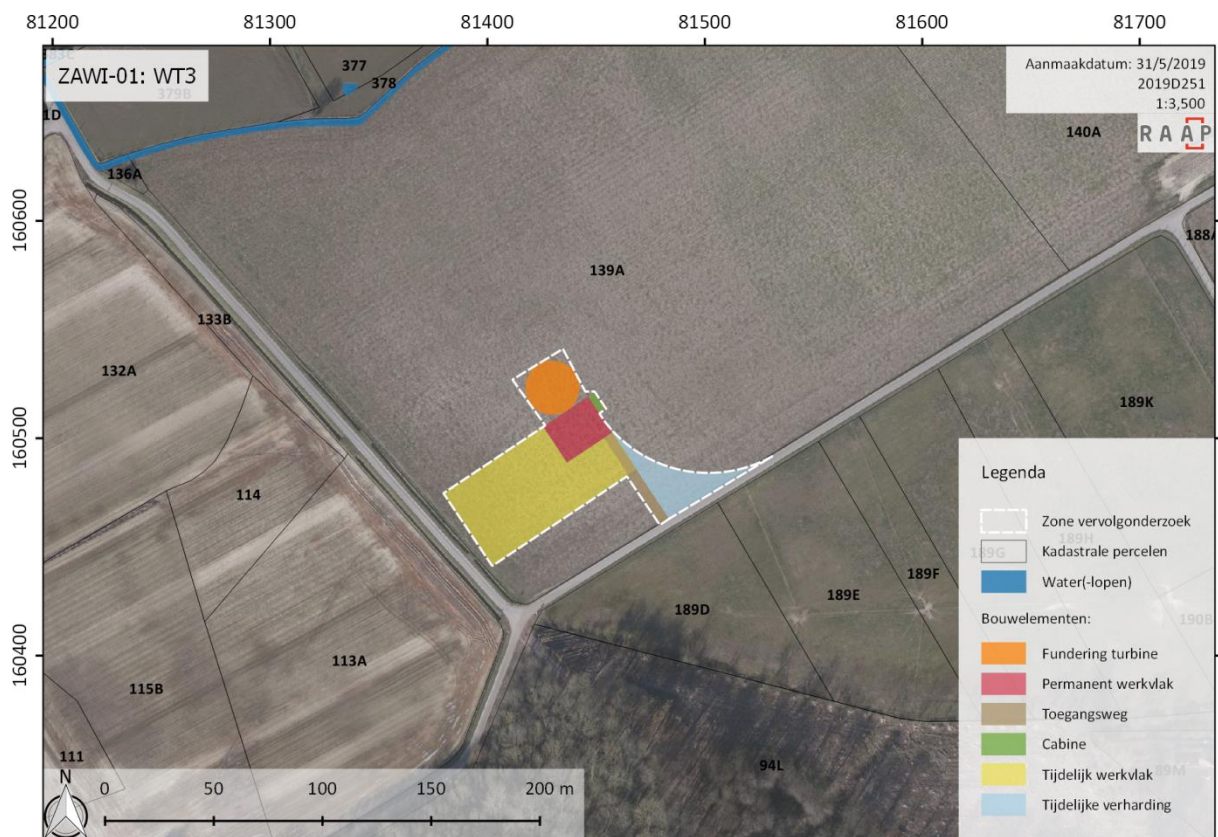 81200 81300 81400 81500 81600 81700
ZAWI-01: WT3
Aanmaakdatum: 31/5/2019
2019D251
1:3,500
RAAP
383C
377
378
379B
1D
136A
140A
160600
188A
139A
133B
132A
160500
189K
114
Legenda
Zone vervolgonderzoek
Kadastrale percelen
Water(-lopen)
Bouwelementen:
Fundering turbine
Permanent werkvlak
Toegangsweg
Cabine
Tijdelijk werkvlak
Tijdelijke verharding
189H
189G
189F
189E
189D
190B
160400
113A
115B
111
94L
89M
N
0 50 100 150 200 m